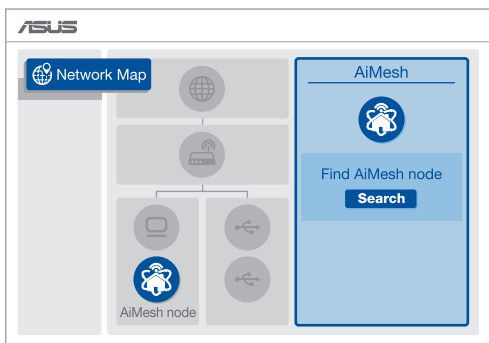 ASUS
Network Map
AiMesh
Find AiMesh node
Search
AiMesh node